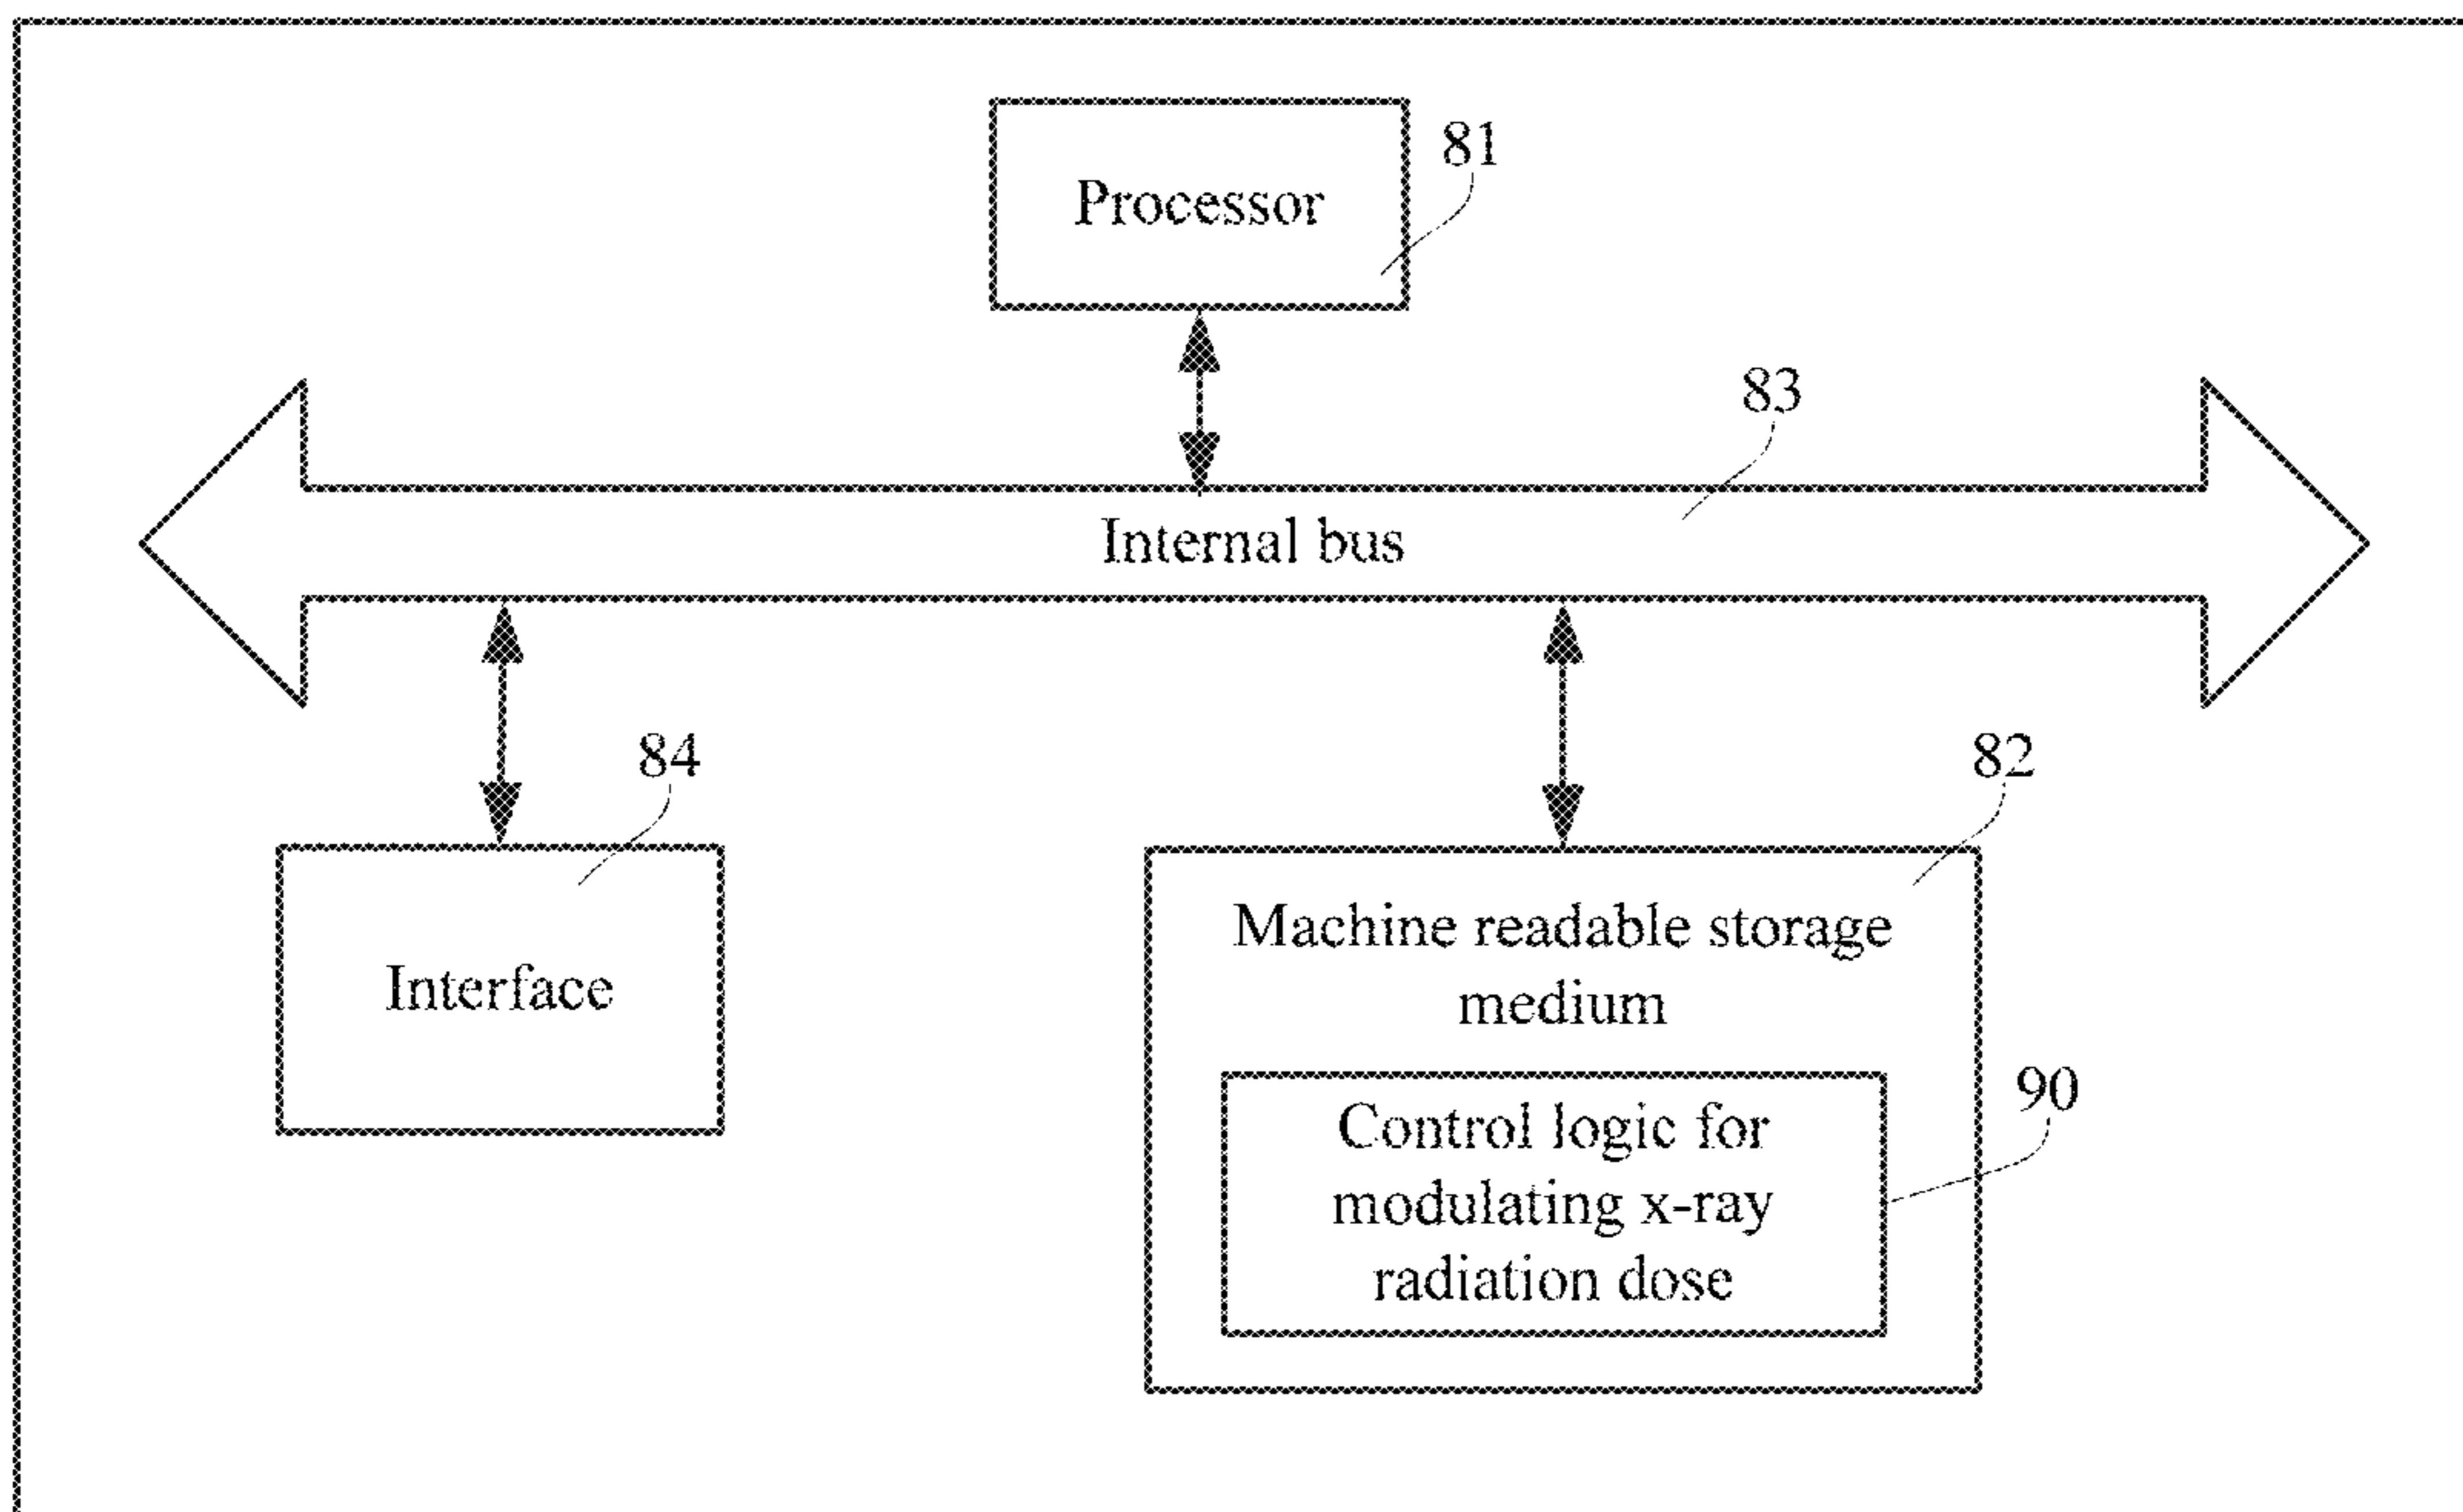 81
Processor
83
Internal bus
84
82
Interface
Machine readable storage
medium
90
Control logic for
modulating x-ray
radiation dose